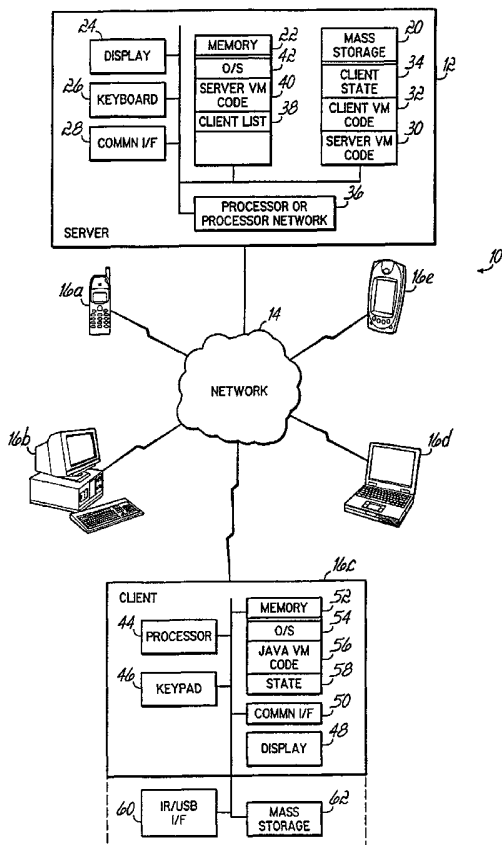 24
DISPLAY
26
KEYBOARD
28
COMMN I/F
22
MEMORY
42
O/S
40
SERVER VM
CODE
38
CLIENT LIST
20
MASS
STORAGE
34
CLIENT
STATE
32
CLIENT VM
CODE
30
SERVER VM
CODE
12
36
PROCESSOR OR
PROCESSOR NETWORK
SERVER
10
16a
16e
14
NETWORK
16b
16d
16c
CLIENT
44
PROCESSOR
46
KEYPAD
52
MEMORY
54
O/S
56
JAVA VM
CODE
58
STATE
50
COMMN I/F
48
DISPLAY
60
IR/USB
I/F
62
MASS
STORAGE